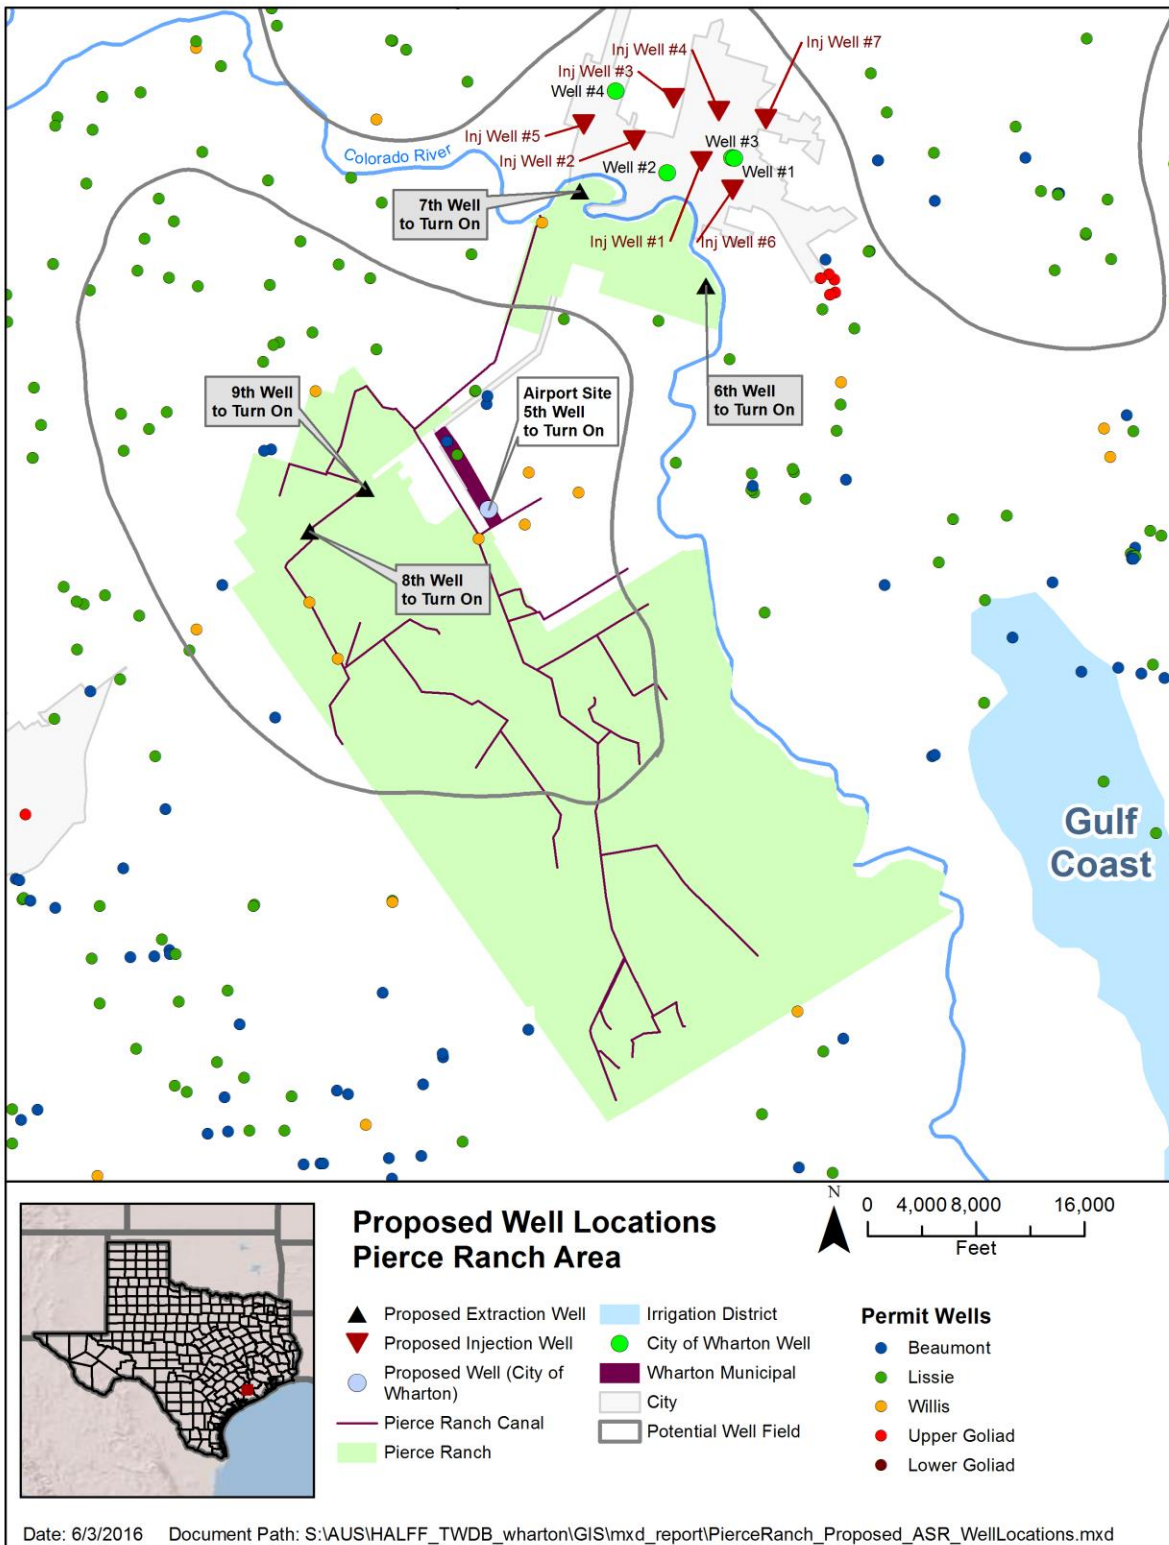 Inj Well #4
Inj Well #7
Inj Well #3
Well #4
Inj Well #5
Inj Well #2
Well #3
Well #2
Well #1
Colorado River
7th Well
to Turn On
Inj Well #1
Inj Well #6
9th Well
to Turn On
Airport Site
5th Well
to Turn On
6th Well
to Turn On
8th Well
to Turn On
Gulf
Coast
Proposed Well Locations
Pierce Ranch Area
N
0 4,000 8,000 16,000
Feet
Proposed Extraction Well
Proposed Injection Well
Proposed Well (City of
Wharton)
Pierce Ranch Canal
Pierce Ranch
Irrigation District
City of Wharton Well
Wharton Municipal
City
Potential Well Field
Permit Wells
Beaumont
Lissie
Willis
Upper Goliad
Lower Goliad
Date: 6/3/2016 Document Path: S:\AUS\HALFF_TWDB_wharton\GIS\mxd_report\PierceRanch_Proposed_ASR_WellLocations.mxd